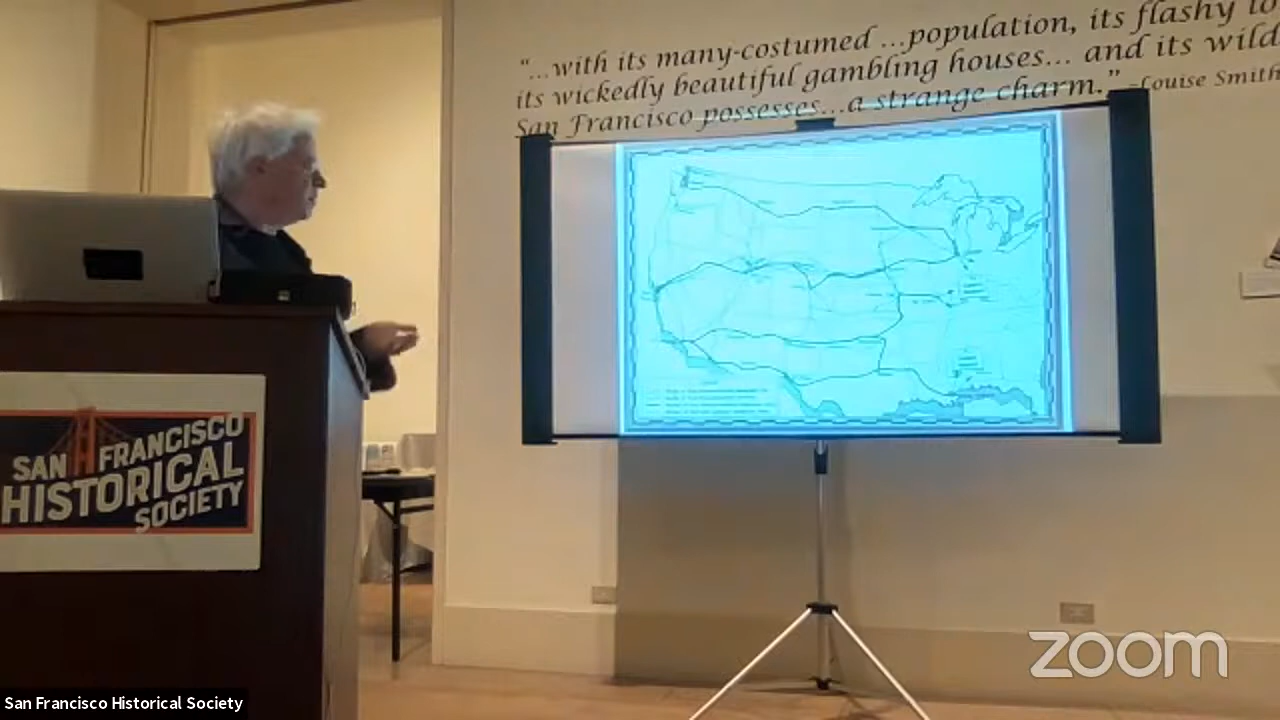 "...with its many-costumed ...population, its flashy
its wickedly beautiful gambling houses... and its wild
San Francisco possesses...a strange charm." -Louise Smith
SAN FRANCISCO
HISTORICAL
SOCIETY
zoom
San Francisco Historical Society